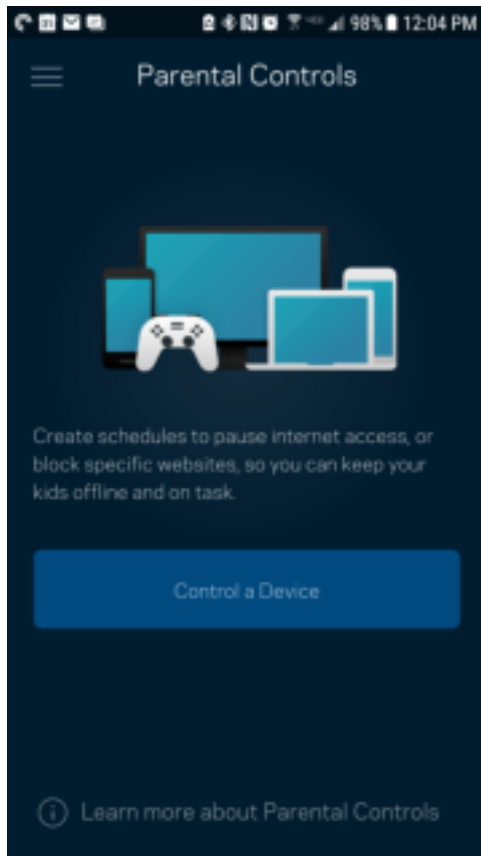 98% 12:04 PM
Parental Controls
Create schedules to pause internet access, or
block specific websites, so you can keep your
kids offline and on task.
Control a Device
Learn more about Parental Controls